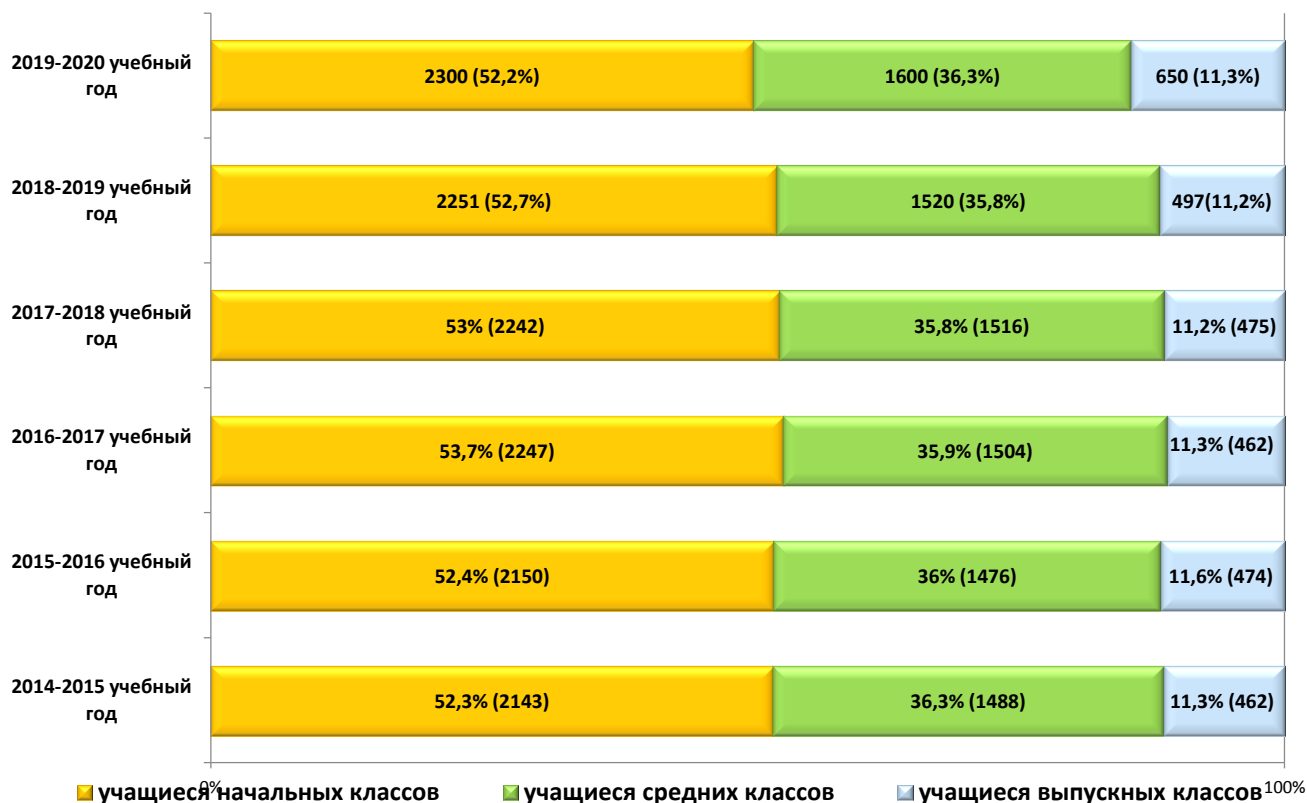 2019-2020 учебный
год
2300 (52,2%)
1600 (36,3%)
650 (11,3%)
2018-2019 учебный
год
2251 (52,7%)
1520 (35,8%)
497(11,2%)
2017-2018 учебный
год
53% (2242)
35,8% (1516)
11,2% (475)
2016-2017 учебный
год
53,7% (2247)
35,9% (1504)
11,3% (462)
2015-2016 учебный
год
52,4% (2150)
36% (1476)
11,6% (474)
2014-2015 учебный
год
52,3% (2143)
36,3% (1488)
11,3% (462)
0%
100%
учащиеся начальных классов
учащиеся средних классов
учащиеся выпускных классов